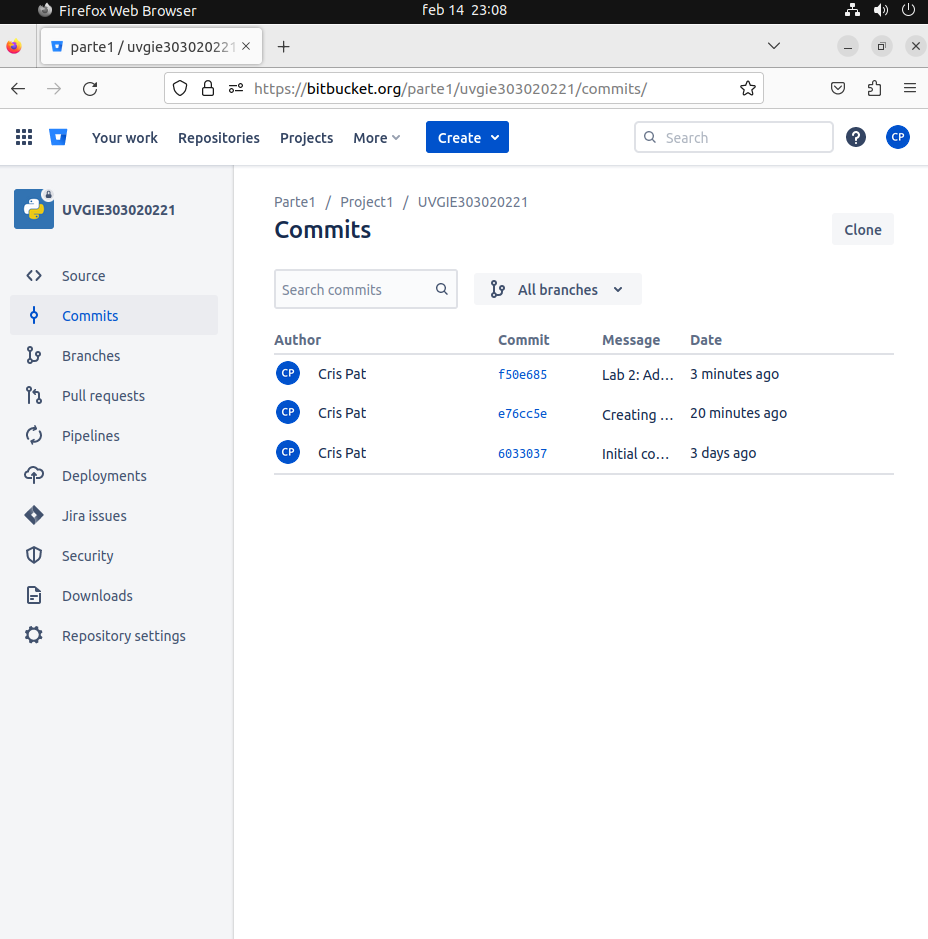 Firefox Web Browser feb 14 23:08
parte1 / uvgie303020221
https://bitbucket.org/parte1/uvgie303020221/commits/
Your work Repositories Projects More Create Search CP
UVGIE303020221
Source
Commits
Branches
Pull requests
Pipelines
Deployments
Jira issues
Security
Downloads
Repository settings
Parte1 / Project1 / UVGIE303020221
Commits
Clone
Search commits All branches
Author Commit Message Date
CP Cris Pat f50e685 Lab 2: Ad... 3 minutes ago
CP Cris Pat e76cc5e Creating ... 20 minutes ago
CP Cris Pat 6033037 Initial co... 3 days ago